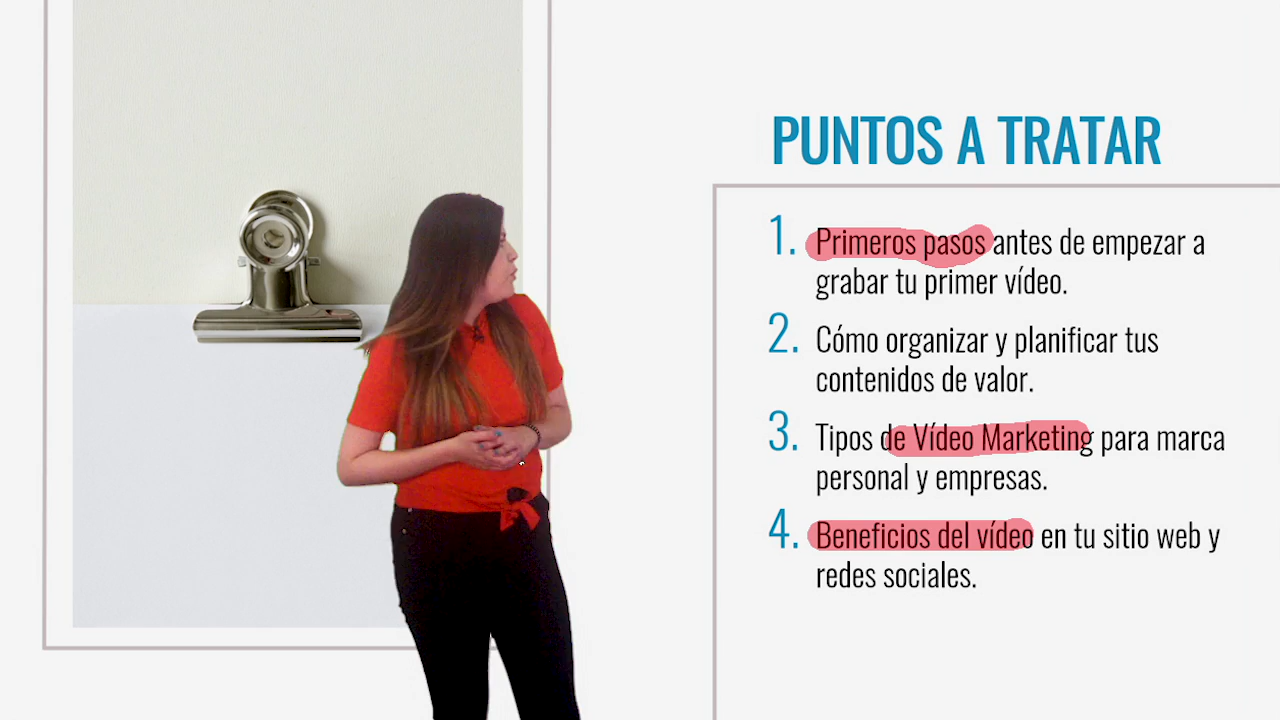 PUNTOS A TRATAR
1. Primeros pasos antes de empezar a
grabar tu primer vídeo.
2. Cómo organizar y planificar tus
contenidos de valor.
3. Tipos de Vídeo Marketing para marca
personal y empresas.
4. Beneficios del vídeo en tu sitio web y
redes sociales.